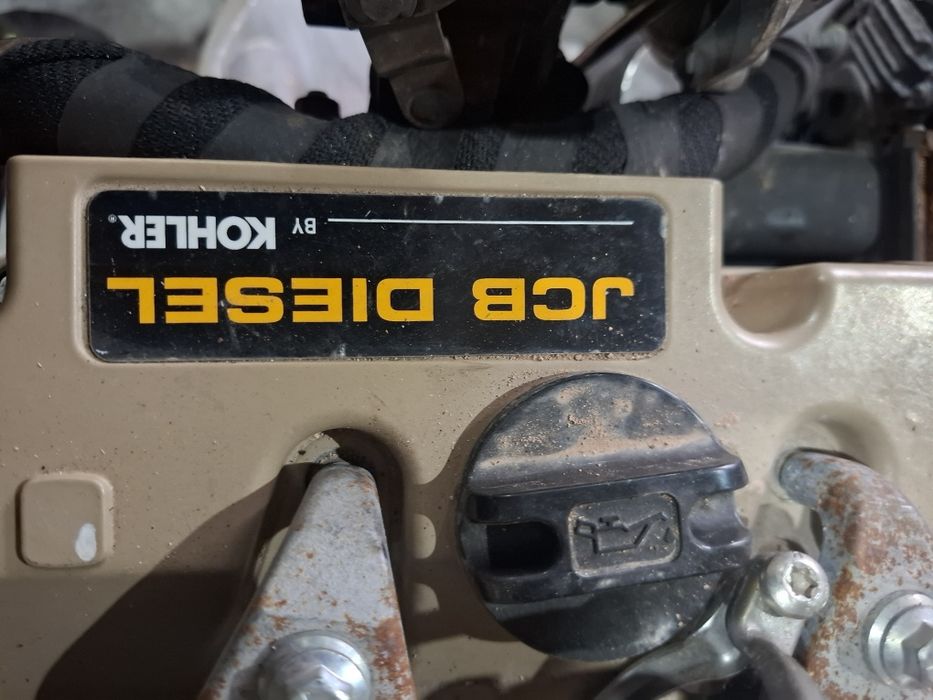 JCB DIESEL
BY KOHLER®